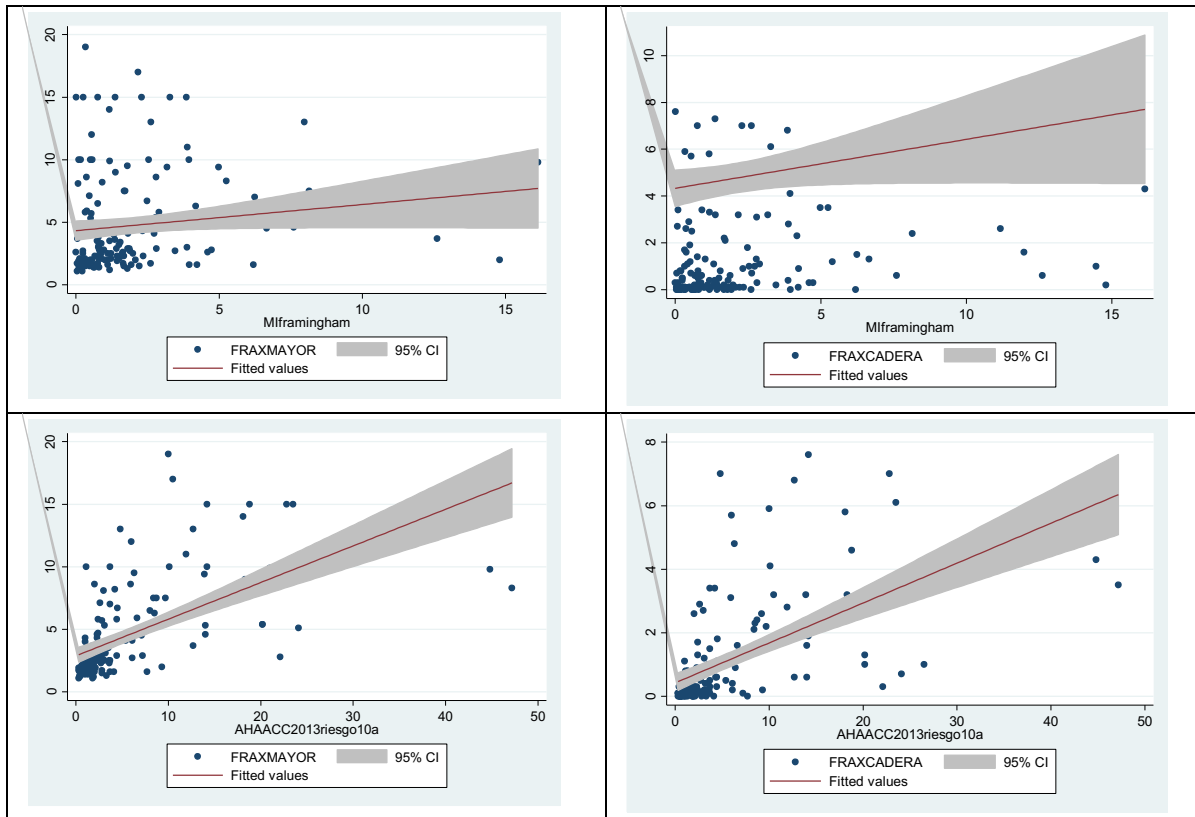 20
15
10
5
0
0 5 10 15
MIframingham
FRAXMAYOR 95% CI
Fitted values
10
8
6
4
2
0
0 5 10 15
MIframingham
FRAXCADERA 95% CI
Fitted values
20
15
10
5
0
0 10 20 30 40 50
AHAACC2013riesgo10a
FRAXMAYOR 95% CI
Fitted values
8
6
4
2
0
0 10 20 30 40 50
AHAACC2013riesgo10a
FRAXCADERA 95% CI
Fitted values